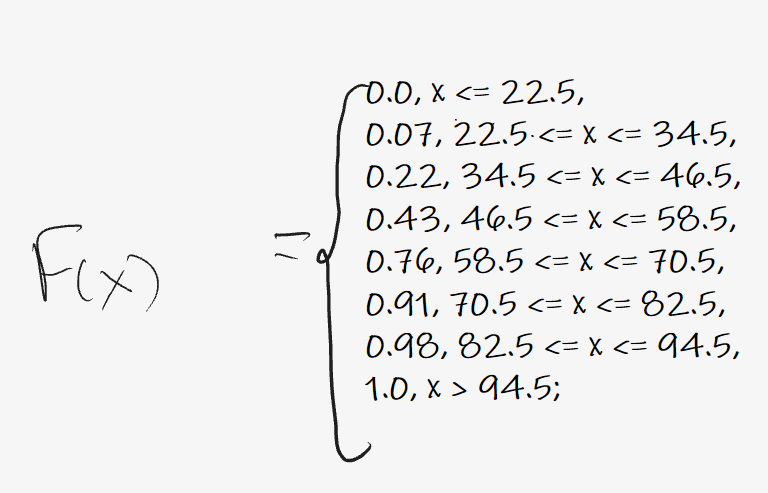 F(x) =
0.0, x <= 22.5,
0.07, 22.5 <= x <= 34.5,
0.22, 34.5 <= x <= 46.5,
0.43, 46.5 <= x <= 58.5,
0.76, 58.5 <= x <= 70.5,
0.91, 70.5 <= x <= 82.5,
0.98, 82.5 <= x <= 94.5,
1.0, x > 94.5;